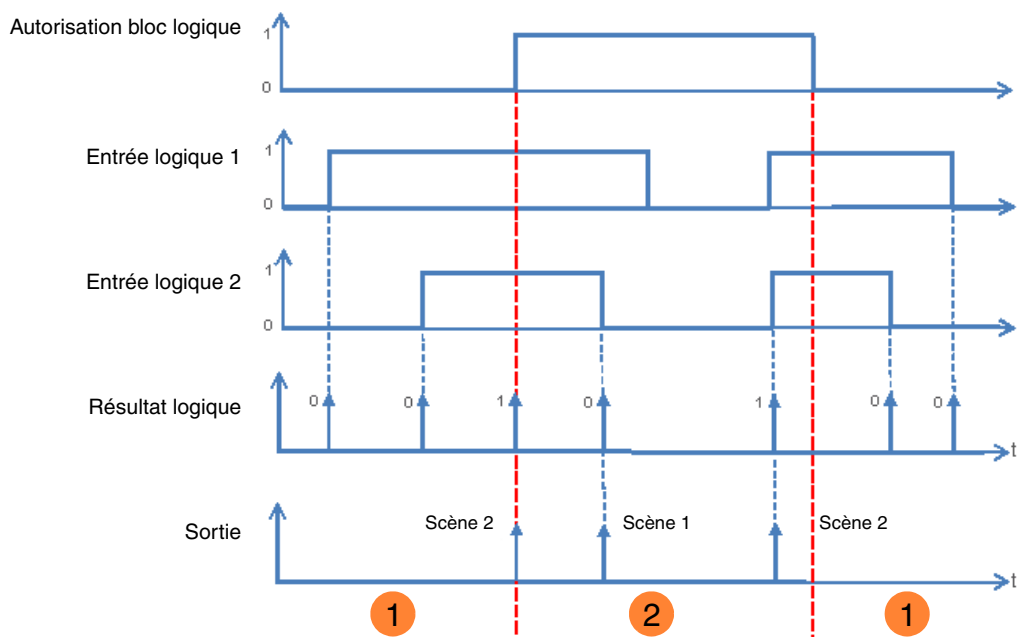 Autorisation bloc logique
1
0
Entrée logique 1
1
0
Entrée logique 2
1
0
Résultat logique
0 0 1 0 1 0 0
t
Sortie
Scène 2 Scène 1 Scène 2
t
1 2 1